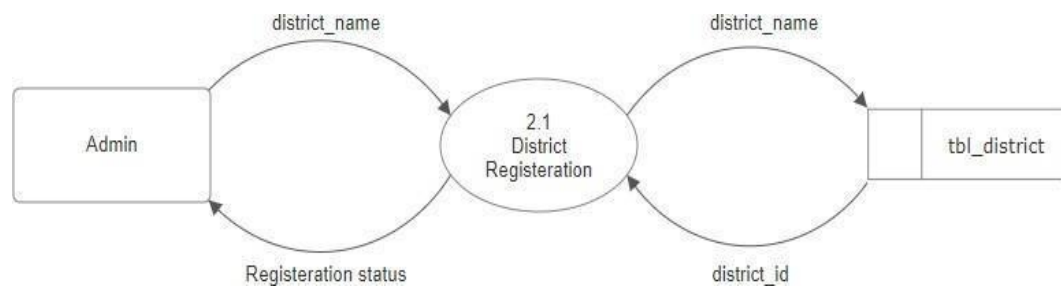 district_name
district_name
Admin
2.1
District
Registeration
tbl_district
Registeration status
district_id